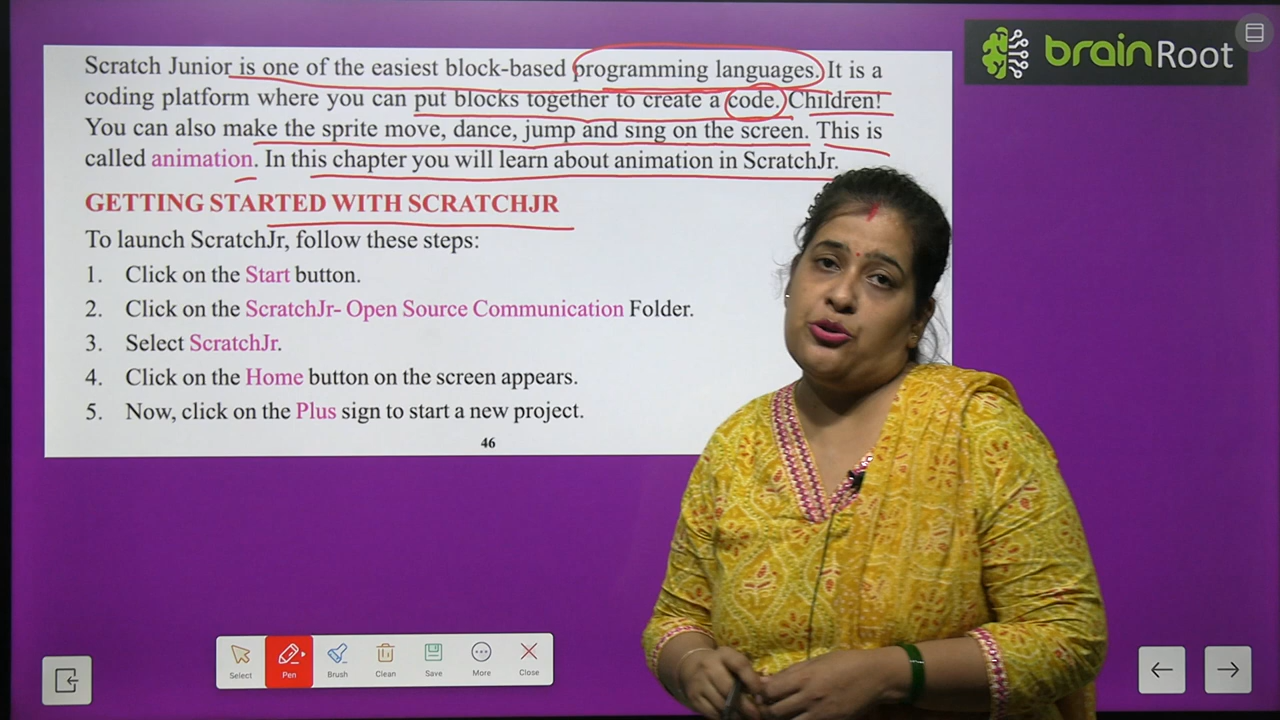 brainRoot
Scratch Junior is one of the easiest block-based programming languages. It is a
coding platform where you can put blocks together to create a code. Children!
You can also make the sprite move, dance, jump and sing on the screen. This is
called animation. In this chapter you will learn about animation in ScratchJr.
GETTING STARTED WITH SCRATCHJR
To launch ScratchJr, follow these steps:
1. Click on the Start button.
2. Click on the ScratchJr- Open Source Communication Folder.
3. Select ScratchJr.
4. Click on the Home button on the screen appears.
5. Now, click on the Plus sign to start a new project.
46
Select Pen Brush Clean Save More Close